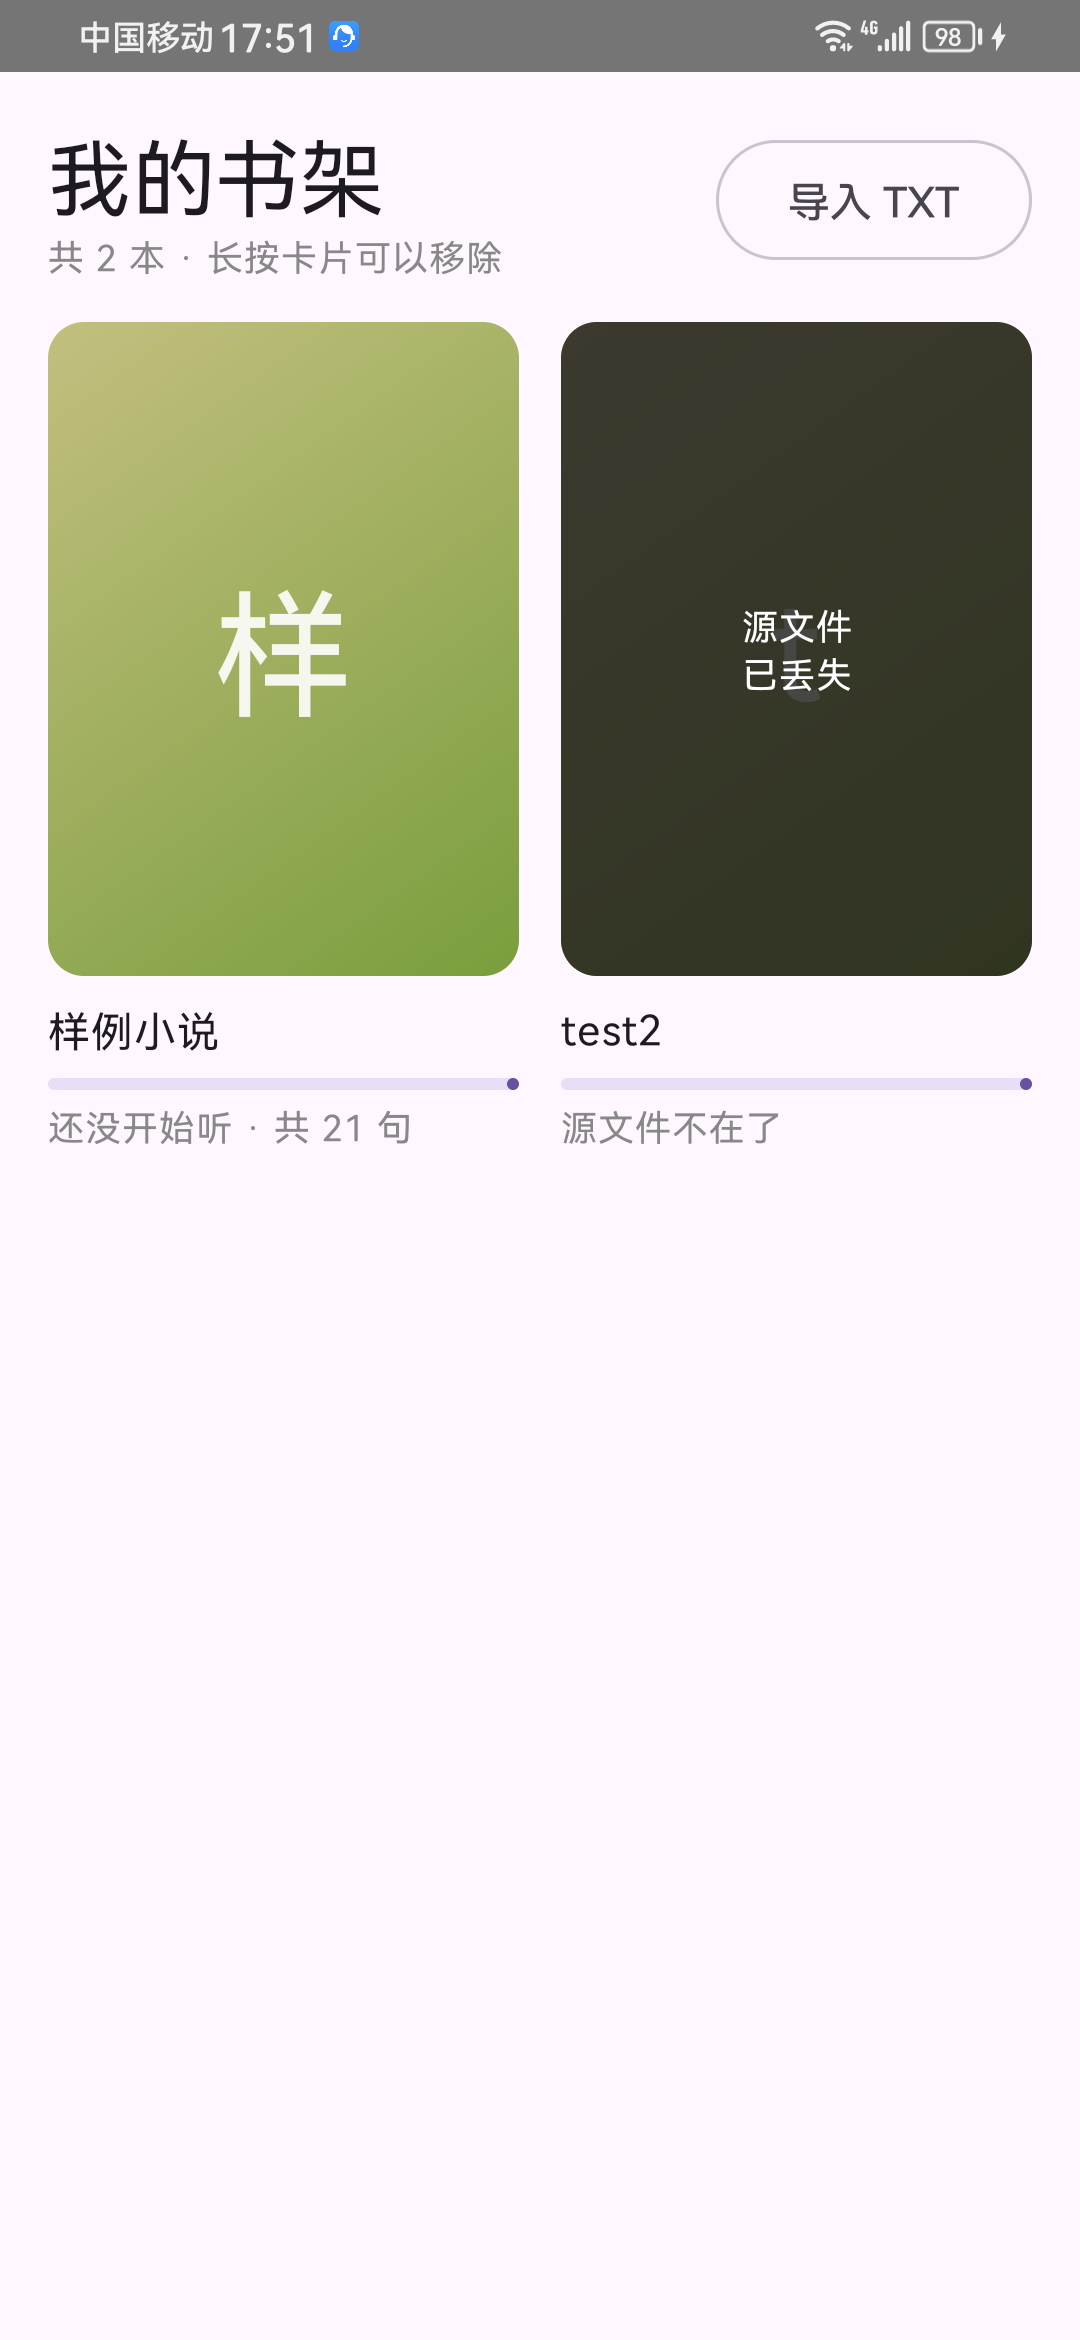 中国移动 17:51 4G 98
我的书架
导入 TXT
共 2 本 · 长按卡片可以移除
样
t
源文件
已丢失
样例小说
test2
还没开始听 · 共 21 句
源文件不在了